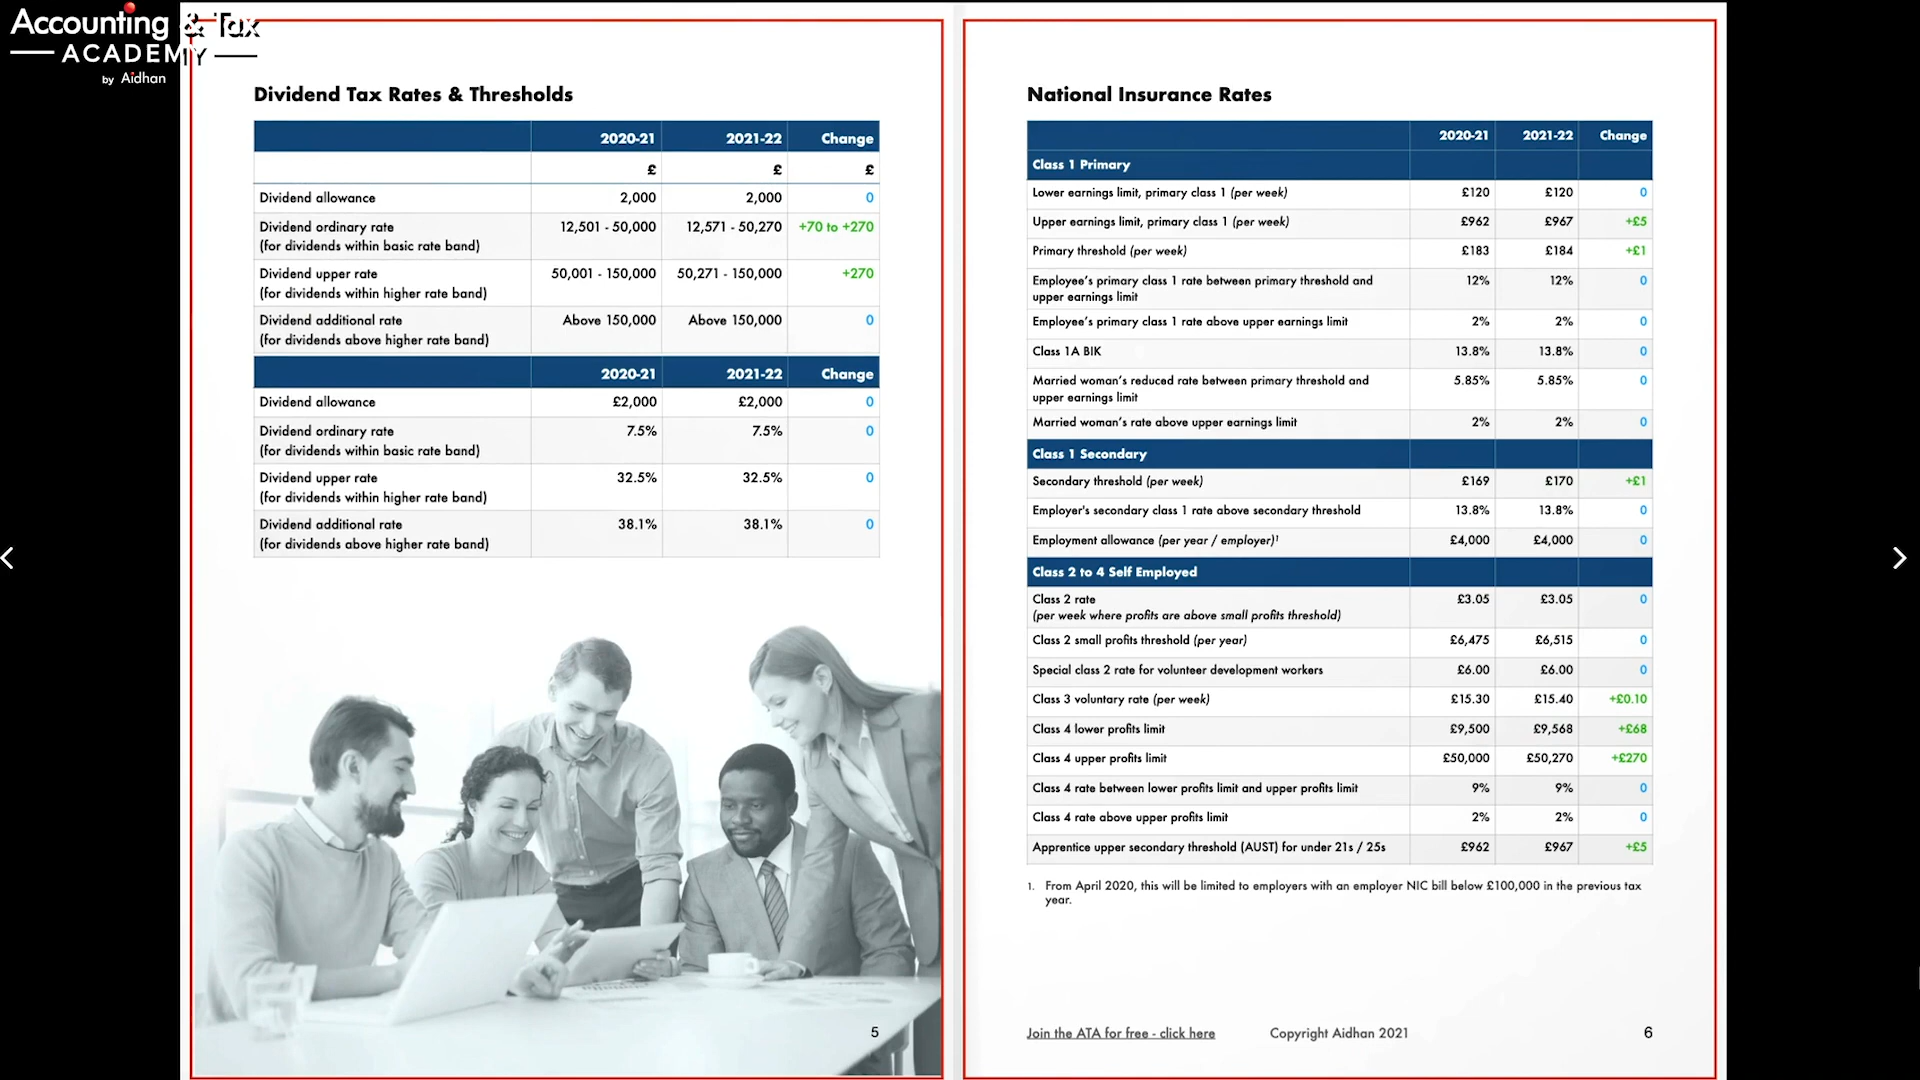 Accounting & Tax
ACADEMY
by Aidhan
Dividend Tax Rates & Thresholds
2020-21 2021-22 Change
£ £ £
Dividend allowance 2,000 2,000 0
Dividend ordinary rate 12,501 - 50,000 12,571 - 50,270 +70 to +270
(for dividends within basic rate band)
Dividend upper rate 50,001 - 150,000 50,271 - 150,000 +270
(for dividends within higher rate band)
Dividend additional rate Above 150,000 Above 150,000 0
(for dividends above higher rate band)
2020-21 2021-22 Change
Dividend allowance £2,000 £2,000 0
Dividend ordinary rate 7.5% 7.5% 0
(for dividends within basic rate band)
Dividend upper rate 32.5% 32.5% 0
(for dividends within higher rate band)
Dividend additional rate 38.1% 38.1% 0
(for dividends above higher rate band)
5
National Insurance Rates
2020-21 2021-22 Change
Class 1 Primary
Lower earnings limit, primary class 1 (per week) £120 £120 0
Upper earnings limit, primary class 1 (per week) £962 £967 +£5
Primary threshold (per week) £183 £184 +£1
Employee's primary class 1 rate between primary threshold and 12% 12% 0
upper earnings limit
Employee's primary class 1 rate above upper earnings limit 2% 2% 0
Class 1A BIK 13.8% 13.8% 0
Married woman's reduced rate between primary threshold and 5.85% 5.85% 0
upper earnings limit
Married woman's rate above upper earnings limit 2% 2% 0
Class 1 Secondary
Secondary threshold (per week) £169 £170 +£1
Employer's secondary class 1 rate above secondary threshold 13.8% 13.8% 0
Employment allowance (per year / employer)¹ £4,000 £4,000 0
Class 2 to 4 Self Employed
Class 2 rate £3.05 £3.05 0
(per week where profits are above small profits threshold)
Class 2 small profits threshold (per year) £6,475 £6,515 0
Special class 2 rate for volunteer development workers £6.00 £6.00 0
Class 3 voluntary rate (per week) £15.30 £15.40 +£0.10
Class 4 lower profits limit £9,500 £9,568 +£68
Class 4 upper profits limit £50,000 £50,270 +£270
Class 4 rate between lower profits limit and upper profits limit 9% 9% 0
Class 4 rate above upper profits limit 2% 2% 0
Apprentice upper secondary threshold (AUST) for under 21s / 25s £962 £967 +£5
1. From April 2020, this will be limited to employers with an employer NIC bill below £100,000 in the previous tax
year.
Join the ATA for free - click here Copyright Aidhan 2021 6